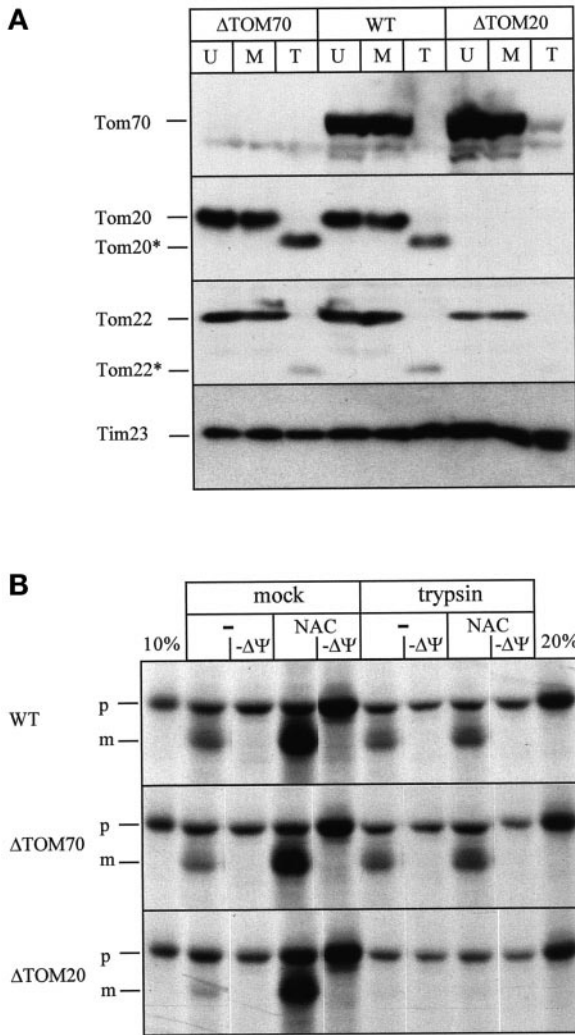 A
ΔTOM70 WT ΔTOM20
U M T U M T U M T
Tom70
Tom20
Tom20*
Tom22
Tom22*
Tim23
B
mock trypsin
- NAC - NAC
10% -ΔΨ -ΔΨ -ΔΨ -ΔΨ 20%
WT p
m
ΔTOM70 p
m
ΔTOM20 p
m